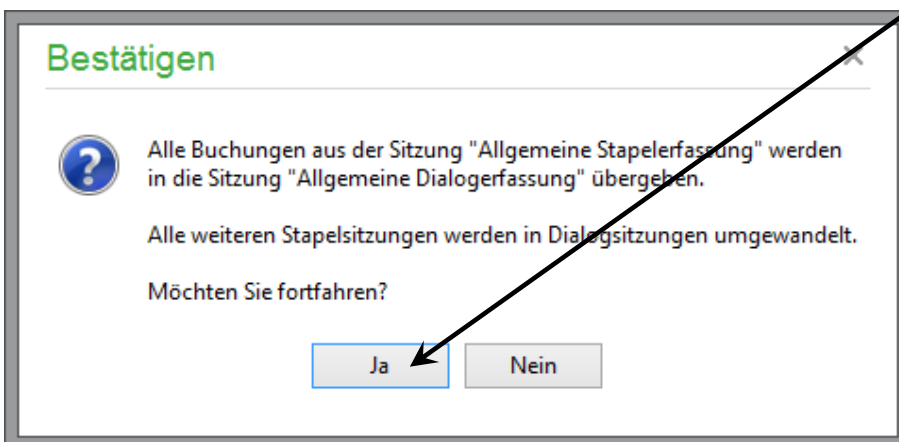 Bestätigen
Alle Buchungen aus der Sitzung "Allgemeine Stapelerfassung" werden
in die Sitzung "Allgemeine Dialogerfassung" übergeben.
Alle weiteren Stapelsitzungen werden in Dialogsitzungen umgewandelt.
Möchten Sie fortfahren?
Ja Nein